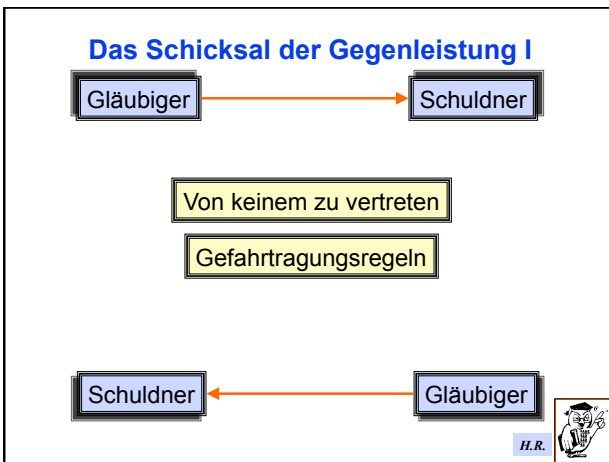 Das Schicksal der Gegenleistung I
Gläubiger Schuldner
Von keinem zu vertreten
Gefahrtragungsregeln
Schuldner Gläubiger
H.R.